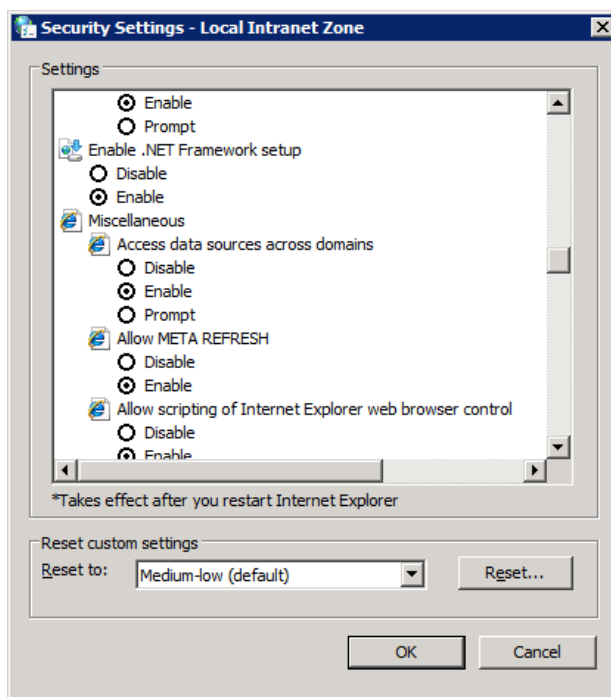 Security Settings - Local Intranet Zone
Settings
Enable
Prompt
Enable .NET Framework setup
Disable
Enable
Miscellaneous
Access data sources across domains
Disable
Enable
Prompt
Allow META REFRESH
Disable
Enable
Allow scripting of Internet Explorer web browser control
Disable
Enable
*Takes effect after you restart Internet Explorer
Reset custom settings
Reset to: Medium-low (default) Reset...
OK Cancel